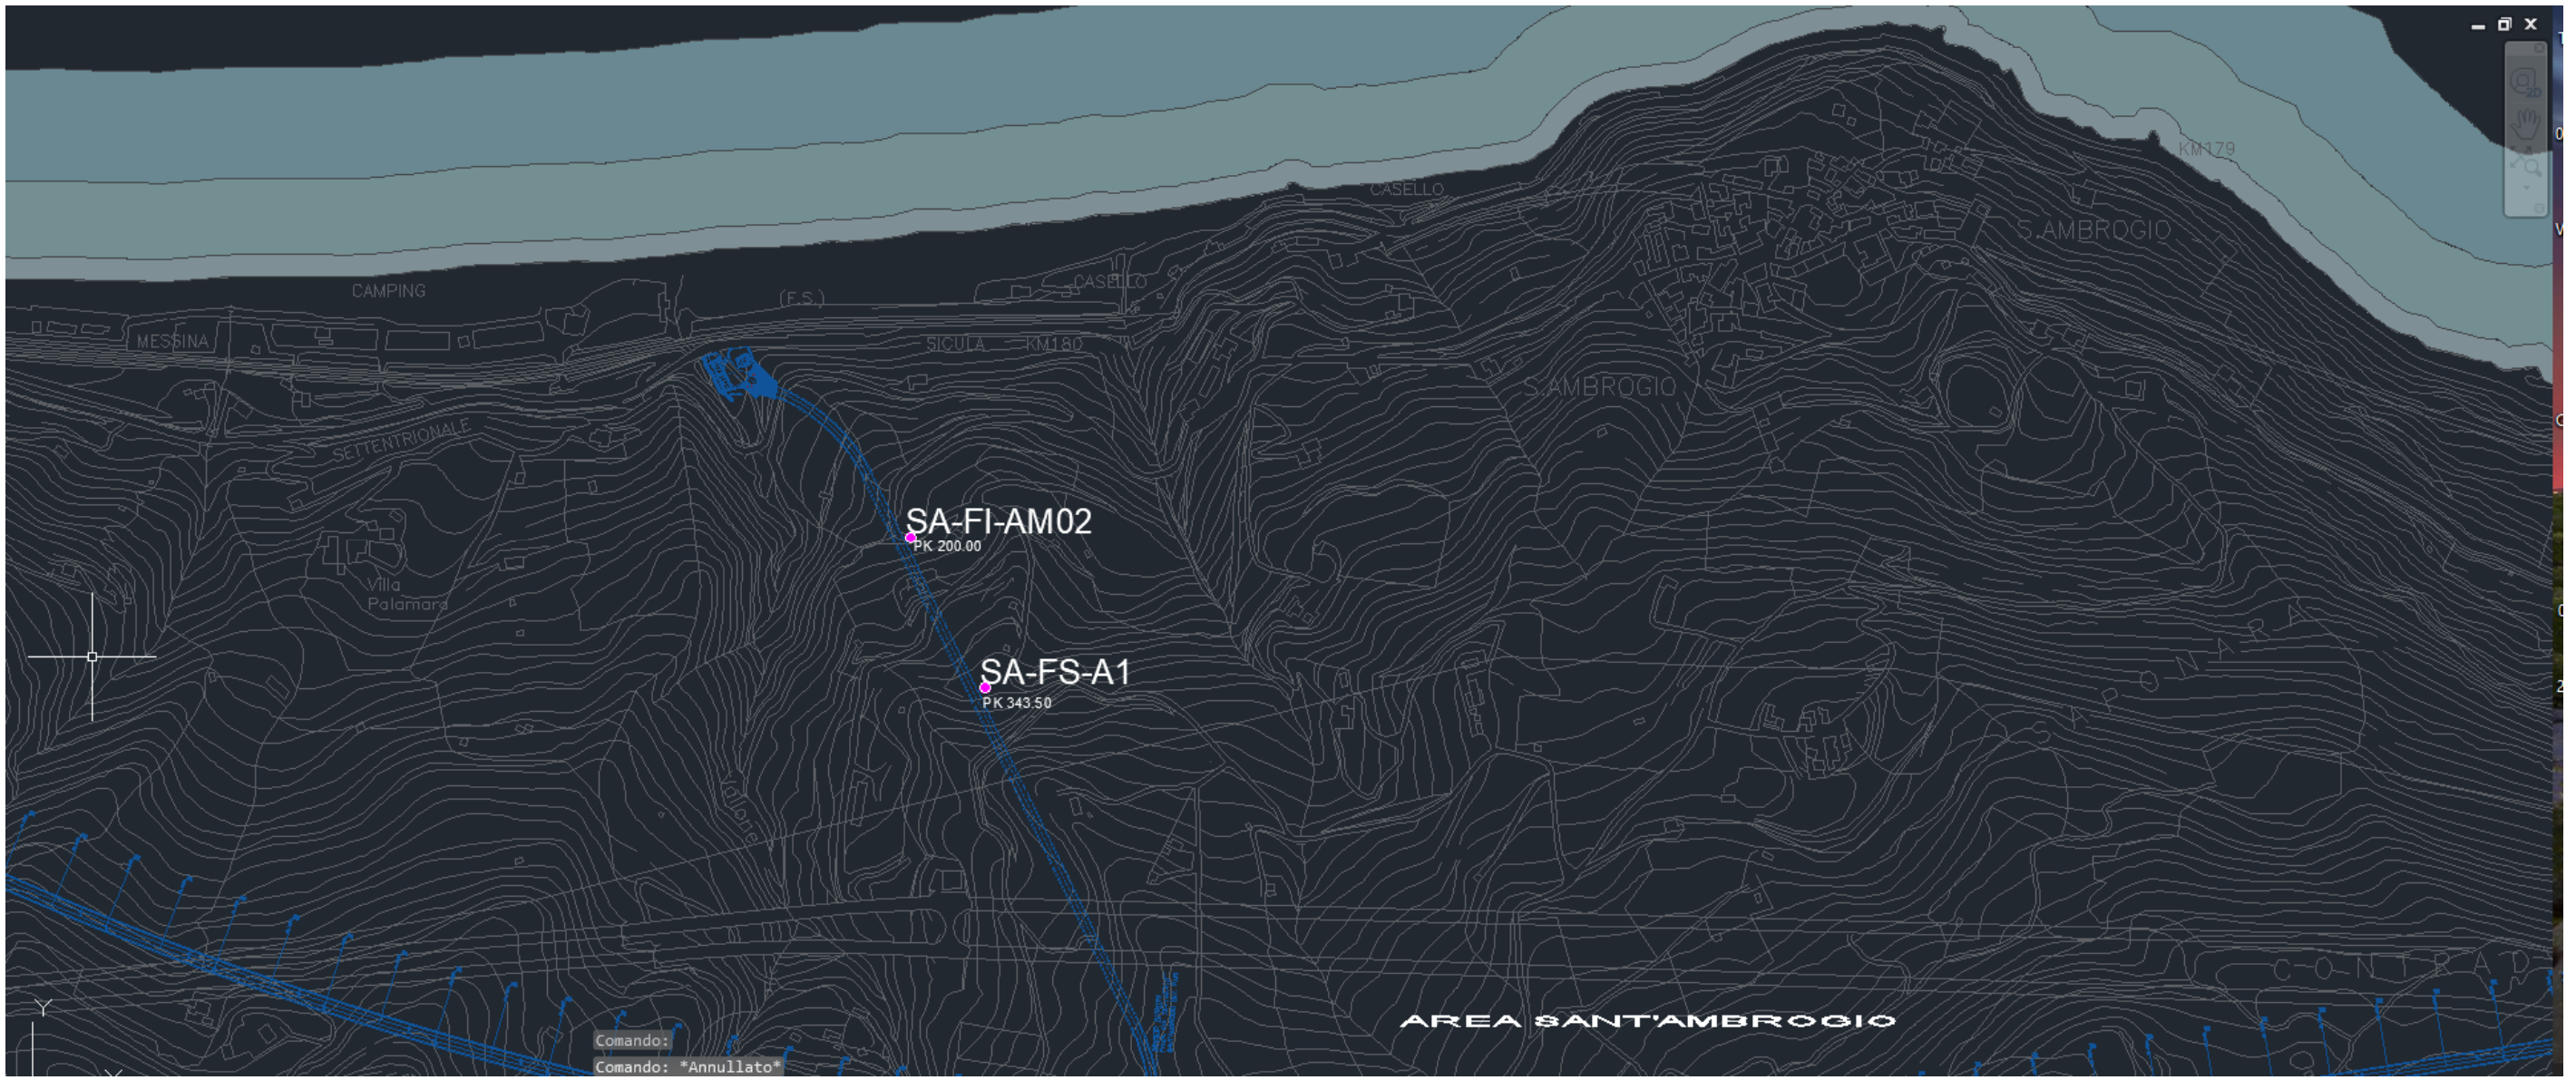 KM179
CASELLO
S.AMBROGIO
CASELLO
CAMPING
(F.S.)
MESSINA
SICULA
KM180
S.AMBROGIO
SETTENTRIONALE
SA-FI-AM02
PK 200.00
Villa
Palamara
SA-FS-A1
PK 343.50
AREA SANT'AMBROGIO
Y
Comando:
Comando: *Annullato*
2D